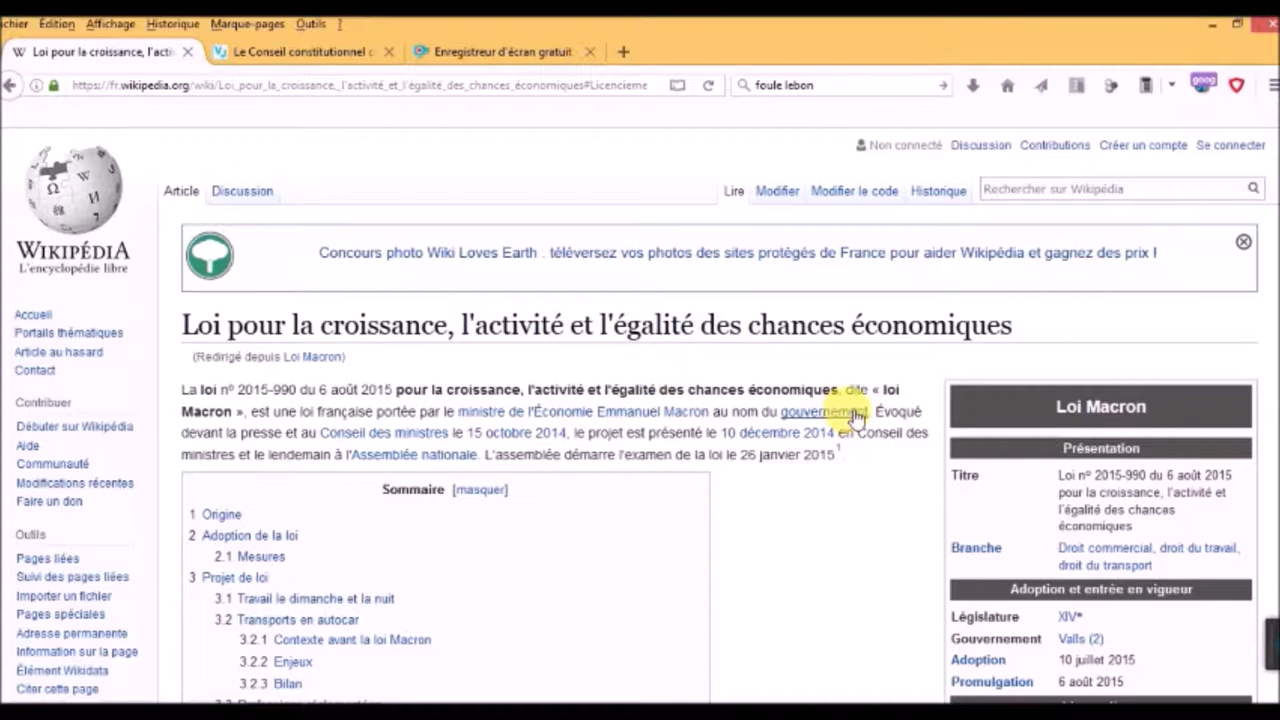 chier Édition Affichage Historique Marque-pages Outils ?
Loi pour la croissance, l'acti
Le Conseil constitutionnel c
Enregistreur d'écran gratuit
https://fr.wikipedia.org/wiki/Loi_pour_la_croissance,_l'activité_et_l'égalité_des_chances_économiques#Licencieme
foule lebon
Non connecté Discussion Contributions Créer un compte Se connecter
Article Discussion
Lire Modifier Modifier le code Historique
Rechercher sur Wikipédia
WIKIPÉDIA
L'encyclopédie libre
Concours photo Wiki Loves Earth : téléversez vos photos des sites protégés de France pour aider Wikipédia et gagnez des prix !
Accueil
Portails thématiques
Article au hasard
Contact
Contribuer
Débuter sur Wikipédia
Aide
Communauté
Modifications récentes
Faire un don
Outils
Pages liées
Suivi des pages liées
Importer un fichier
Pages spéciales
Adresse permanente
Information sur la page
Élément Wikidata
Citer cette page
Loi pour la croissance, l'activité et l'égalité des chances économiques
(Redirigé depuis Loi Macron)
La loi nº 2015-990 du 6 août 2015 pour la croissance, l'activité et l'égalité des chances économiques, dite « loi
Macron », est une loi française portée par le ministre de l'Économie Emmanuel Macron au nom du gouvernement. Évoqué
devant la presse et au Conseil des ministres le 15 octobre 2014, le projet est présenté le 10 décembre 2014 en Conseil des
ministres et le lendemain à l'Assemblée nationale. L'assemblée démarre l'examen de la loi le 26 janvier 2015 1.
Sommaire [masquer]
1 Origine
2 Adoption de la loi
2.1 Mesures
3 Projet de loi
3.1 Travail le dimanche et la nuit
3.2 Transports en autocar
3.2.1 Contexte avant la loi Macron
3.2.2 Enjeux
3.2.3 Bilan
Loi Macron
Présentation
Titre Loi nº 2015-990 du 6 août 2015
pour la croissance, l'activité et
l'égalité des chances
économiques
Branche Droit commercial, droit du travail,
droit du transport
Adoption et entrée en vigueur
Législature XIVe
Gouvernement Valls (2)
Adoption 10 juillet 2015
Promulgation 6 août 2015